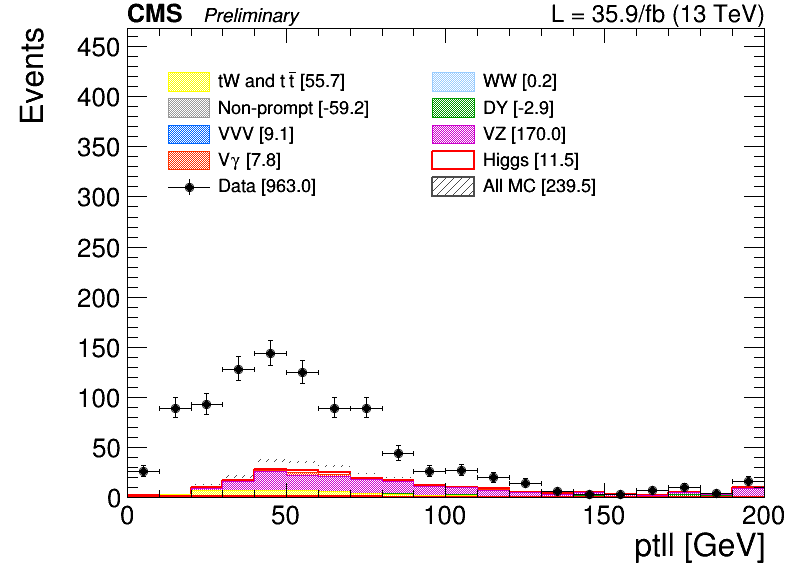 CMS Preliminary L = 35.9/fb (13 TeV)
Events
450
400
350
300
250
200
150
100
50
0
tW and t t̄ [55.7]
Non-prompt [-59.2]
VVV [9.1]
Vγ [7.8]
Data [963.0]
WW [0.2]
DY [-2.9]
VZ [170.0]
Higgs [11.5]
All MC [239.5]
0 50 100 150 200
ptll [GeV]